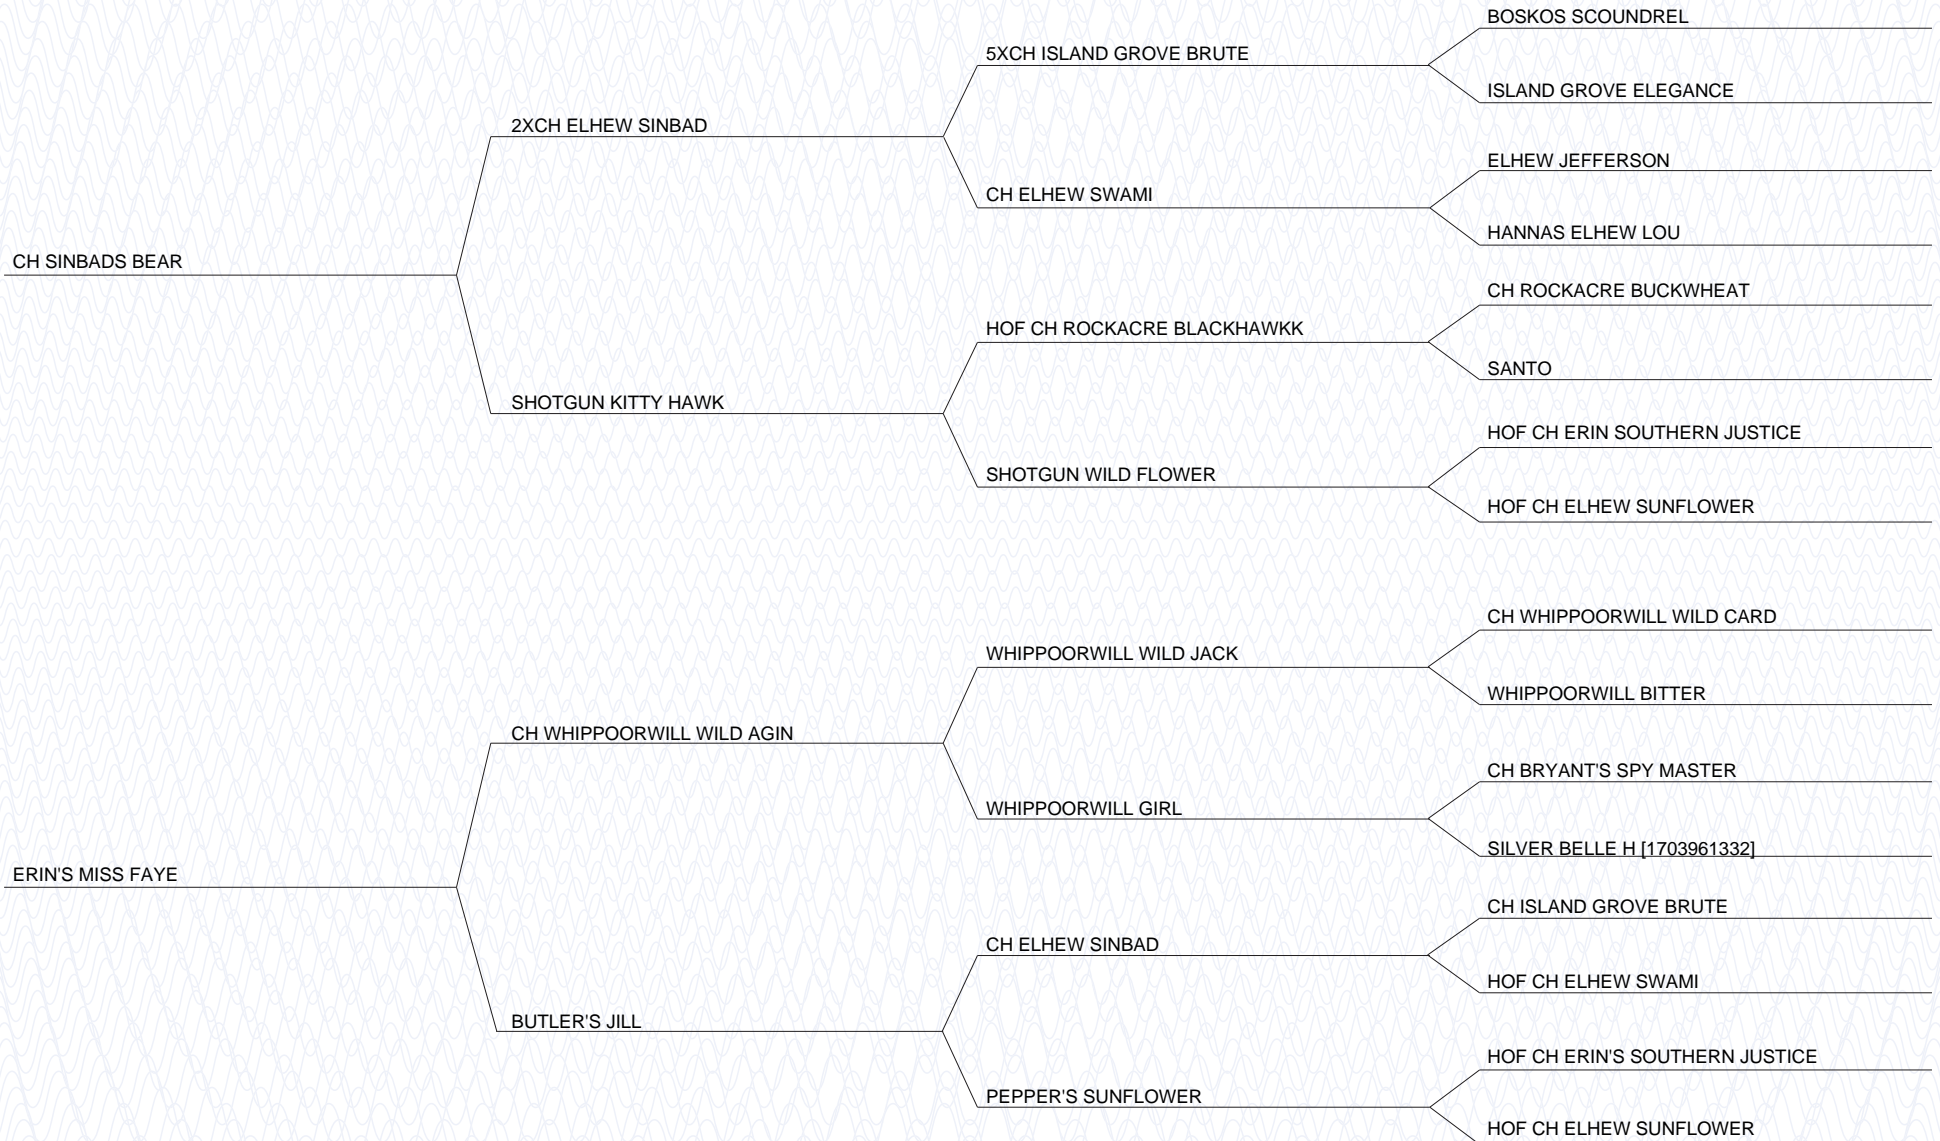 BOSKOS SCOUNDREL
5XCH ISLAND GROVE BRUTE
ISLAND GROVE ELEGANCE
2XCH ELHEW SINBAD
ELHEW JEFFERSON
CH ELHEW SWAMI
HANNAS ELHEW LOU
CH SINBADS BEAR
CH ROCKACRE BUCKWHEAT
HOF CH ROCKACRE BLACKHAWKK
SANTO
SHOTGUN KITTY HAWK
HOF CH ERIN SOUTHERN JUSTICE
SHOTGUN WILD FLOWER
HOF CH ELHEW SUNFLOWER
CH WHIPPOORWILL WILD CARD
WHIPPOORWILL WILD JACK
WHIPPOORWILL BITTER
CH WHIPPOORWILL WILD AGIN
CH BRYANT'S SPY MASTER
WHIPPOORWILL GIRL
SILVER BELLE H [1703961332]
ERIN'S MISS FAYE
CH ISLAND GROVE BRUTE
CH ELHEW SINBAD
HOF CH ELHEW SWAMI
BUTLER'S JILL
HOF CH ERIN'S SOUTHERN JUSTICE
PEPPER'S SUNFLOWER
HOF CH ELHEW SUNFLOWER